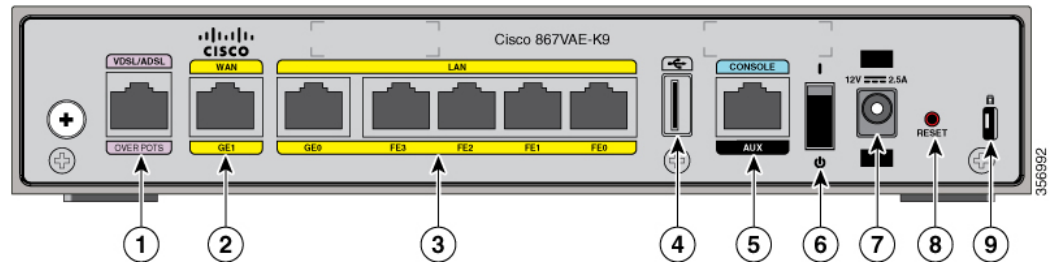 CISCO
Cisco 867VAE-K9
VDSL/ADSL
WAN
LAN
CONSOLE
12V 2.5A
RESET
OVER POTS
GE1
GE0
FE3
FE2
FE1
FE0
AUX
356992
1
2
3
4
5
6
7
8
9